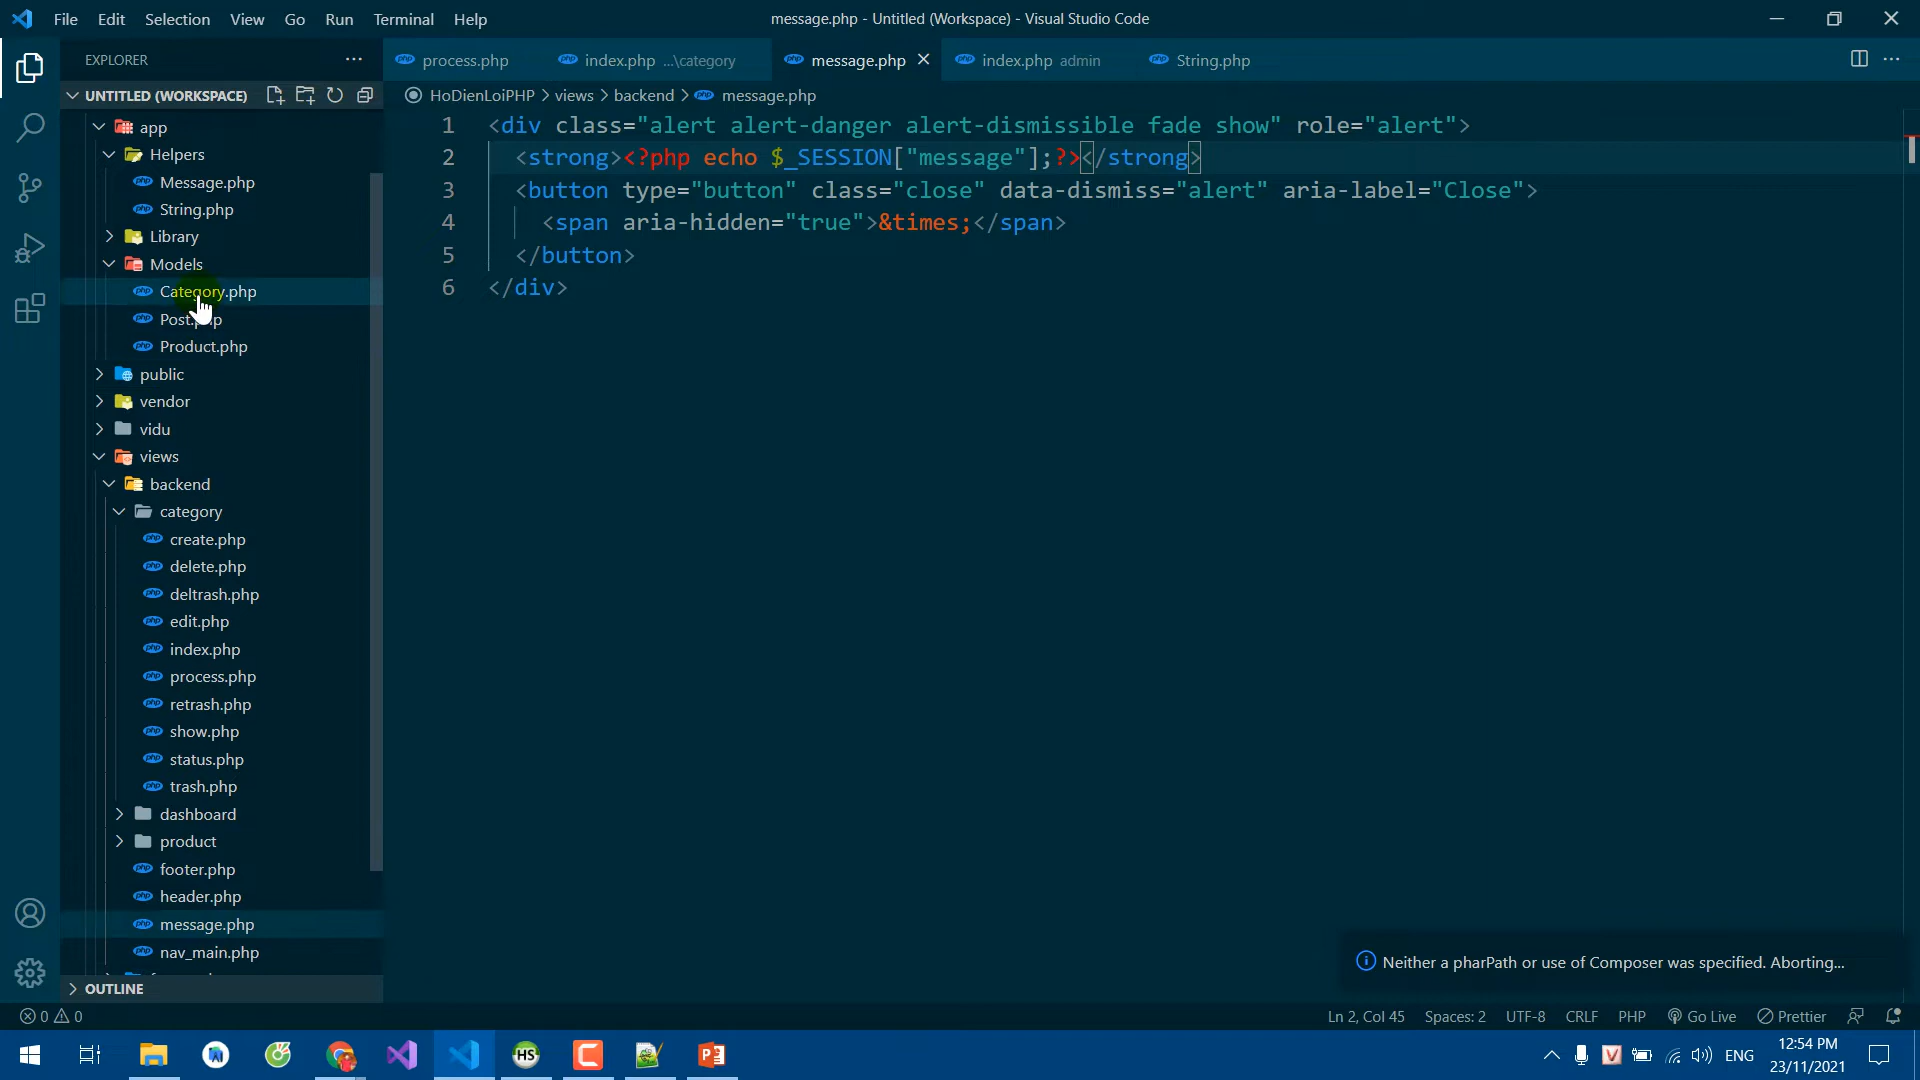 File Edit Selection View Go Run Terminal Help
message.php - Untitled (Workspace) - Visual Studio Code
EXPLORER
process.php
index.php ...\category
message.php
index.php admin
String.php
UNTITLED (WORKSPACE)
HoDienLoiPHP > views > backend > message.php
app
Helpers
Message.php
String.php
Library
Models
Category.php
Post.php
Product.php
public
vendor
vidu
views
backend
category
create.php
delete.php
deltrash.php
edit.php
index.php
process.php
retrash.php
show.php
status.php
trash.php
dashboard
product
footer.php
header.php
message.php
nav_main.php
OUTLINE
1 <div class="alert alert-danger alert-dismissible fade show" role="alert">
2 <strong><?php echo $_SESSION["message"];?></strong>
3 <button type="button" class="close" data-dismiss="alert" aria-label="Close">
4 <span aria-hidden="true">&times;</span>
5 </button>
6 </div>
Neither a pharPath or use of Composer was specified. Aborting...
0 0
Ln 2, Col 45 Spaces: 2 UTF-8 CRLF PHP Go Live Prettier
HS
ENG
12:54 PM
23/11/2021